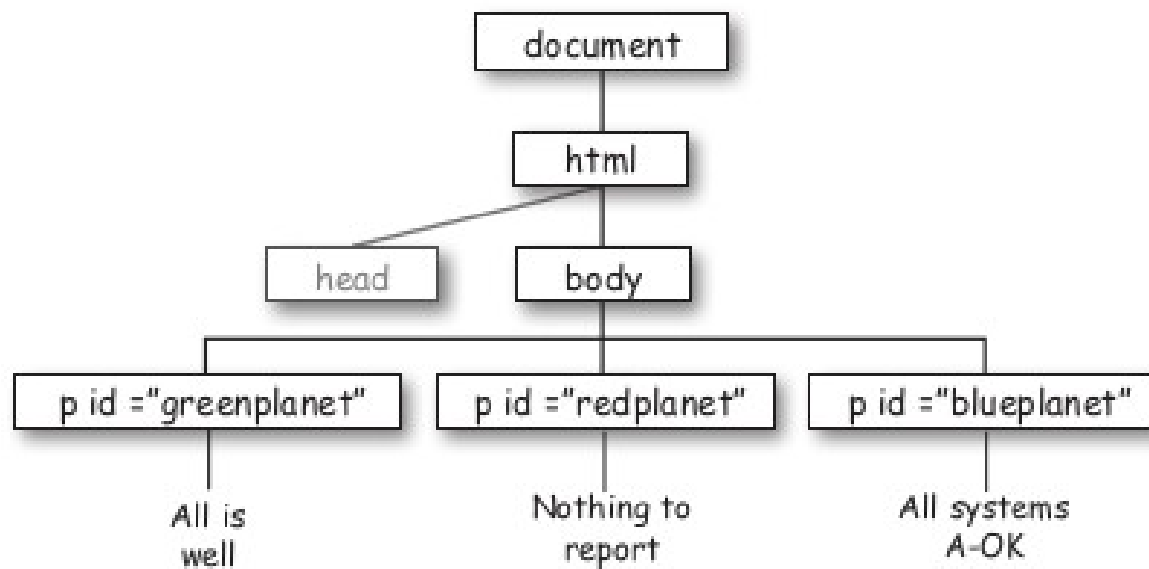 document
html
head
body
p id ="greenplanet"
p id ="redplanet"
p id ="blueplanet"
All is
well
Nothing to
report
All systems
A-OK